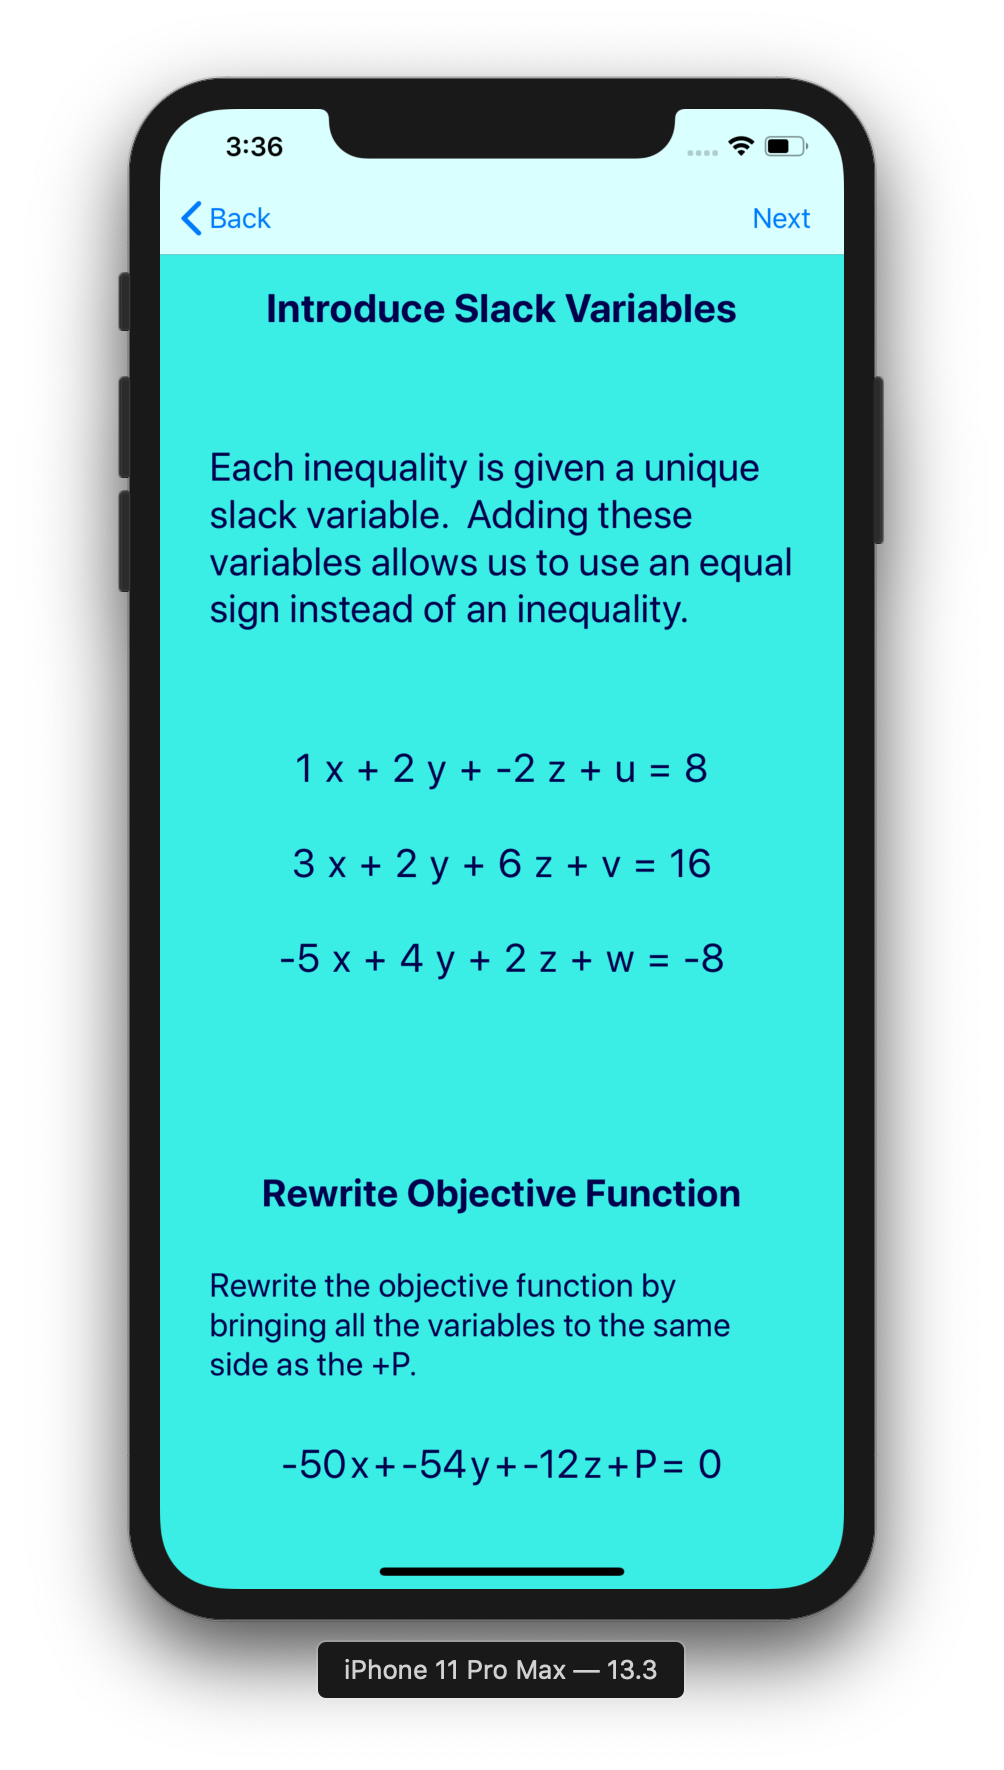 3:36
Back
Next
Introduce Slack Variables
Each inequality is given a unique
slack variable.  Adding these
variables allows us to use an equal
sign instead of an inequality.
1 x + 2 y + -2 z + u = 8
3 x + 2 y + 6 z + v = 16
-5 x + 4 y + 2 z + w = -8
Rewrite Objective Function
Rewrite the objective function by
bringing all the variables to the same
side as the +P.
-50x+-54y+-12z+P= 0
iPhone 11 Pro Max — 13.3